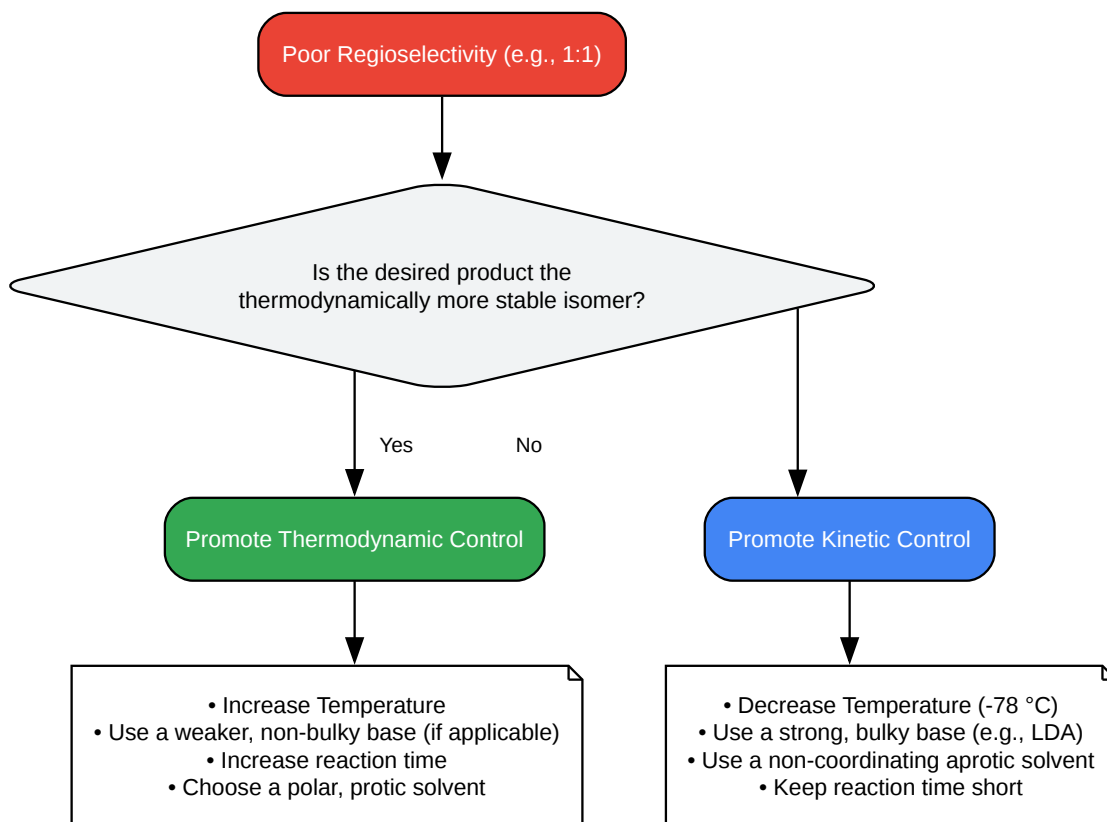 Poor Regioselectivity (e.g., 1:1)
Is the desired product the
thermodynamically more stable isomer?
Yes
No
Promote Thermodynamic Control
Promote Kinetic Control
• Increase Temperature
• Use a weaker, non-bulky base (if applicable)
• Increase reaction time
• Choose a polar, protic solvent
• Decrease Temperature (-78 °C)
• Use a strong, bulky base (e.g., LDA)
• Use a non-coordinating aprotic solvent
• Keep reaction time short